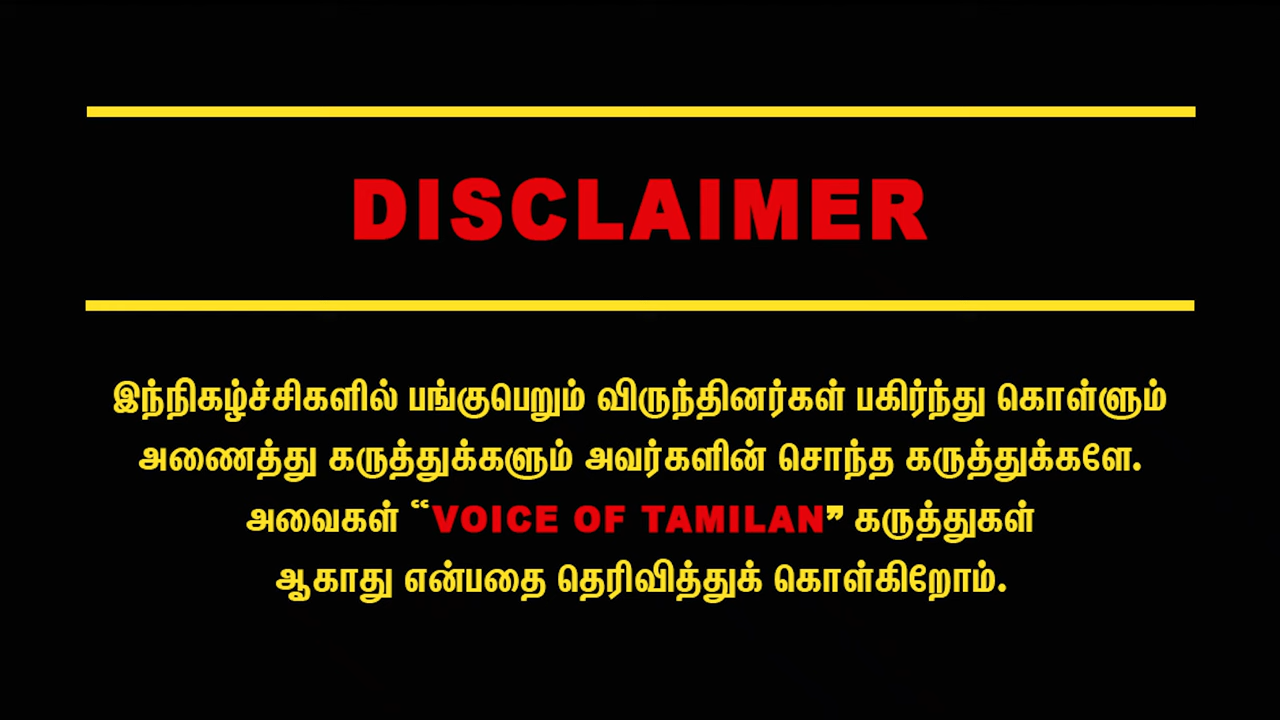 DISCLAIMER
இந்நிகழ்ச்சிகளில் பங்குபெறும் விருந்தினர்கள் பகிர்ந்து கொள்ளும்
அணைத்து கருத்துக்களும் அவர்களின் சொந்த கருத்துக்களே.
அவைகள் “VOICE OF TAMILAN” கருத்துகள்
ஆகாது என்பதை தெரிவித்துக் கொள்கிறோம்.